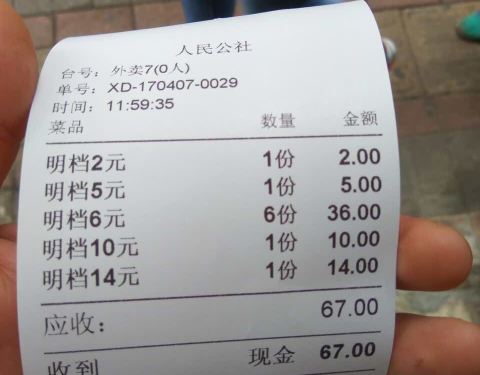 人民公社
台号：外卖7(0人)
单号：XD-170407-0029
时间：11:59:35
菜品 数量 金额
明档2元 1份 2.00
明档5元 1份 5.00
明档6元 6份 36.00
明档10元 1份 10.00
明档14元 1份 14.00
应收： 67.00
收到 现金 67.00